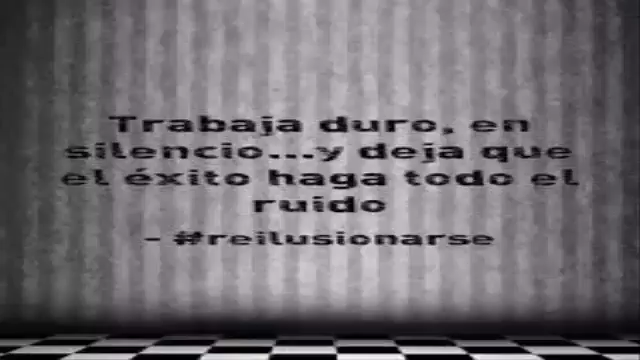 Trabaja duro, en
silencio...y deja que
el éxito haga todo el
ruido
- #reilusionarse